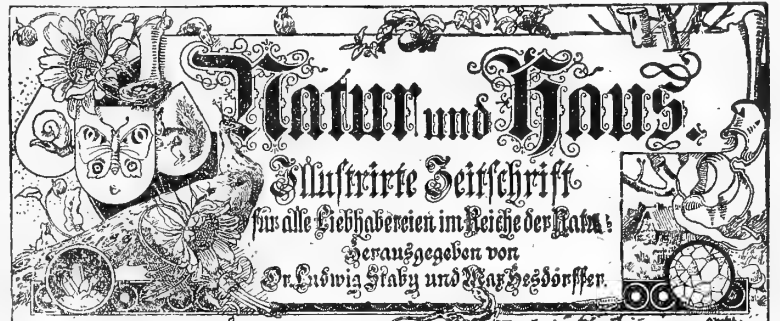 Natur und Haus.
Illustrirte Zeitschrift
für alle Liebhabereien im Reiche der Natur.
Herausgegeben von
Dr. Ludwig Staby und Max Hesdörffer